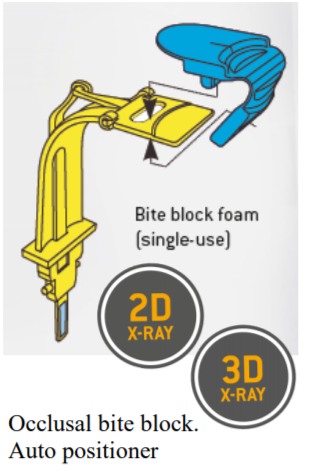 Bite block foam
(single-use)
2D
X-RAY
3D
X-RAY
Occlusal bite block.
Auto positioner